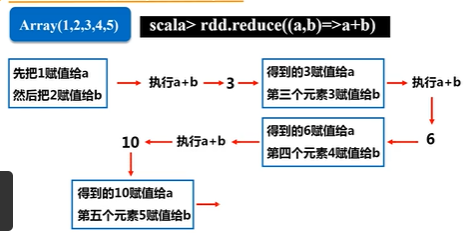 Array(1,2,3,4,5)
scala> rdd.reduce((a,b)=>a+b)
先把1赋值给a
然后把2赋值给b
执行a+b
3
得到的3赋值给a
第三个元素3赋值给b
执行a+b
6
得到的6赋值给a
第四个元素4赋值给b
执行a+b
10
得到的10赋值给a
第五个元素5赋值给b